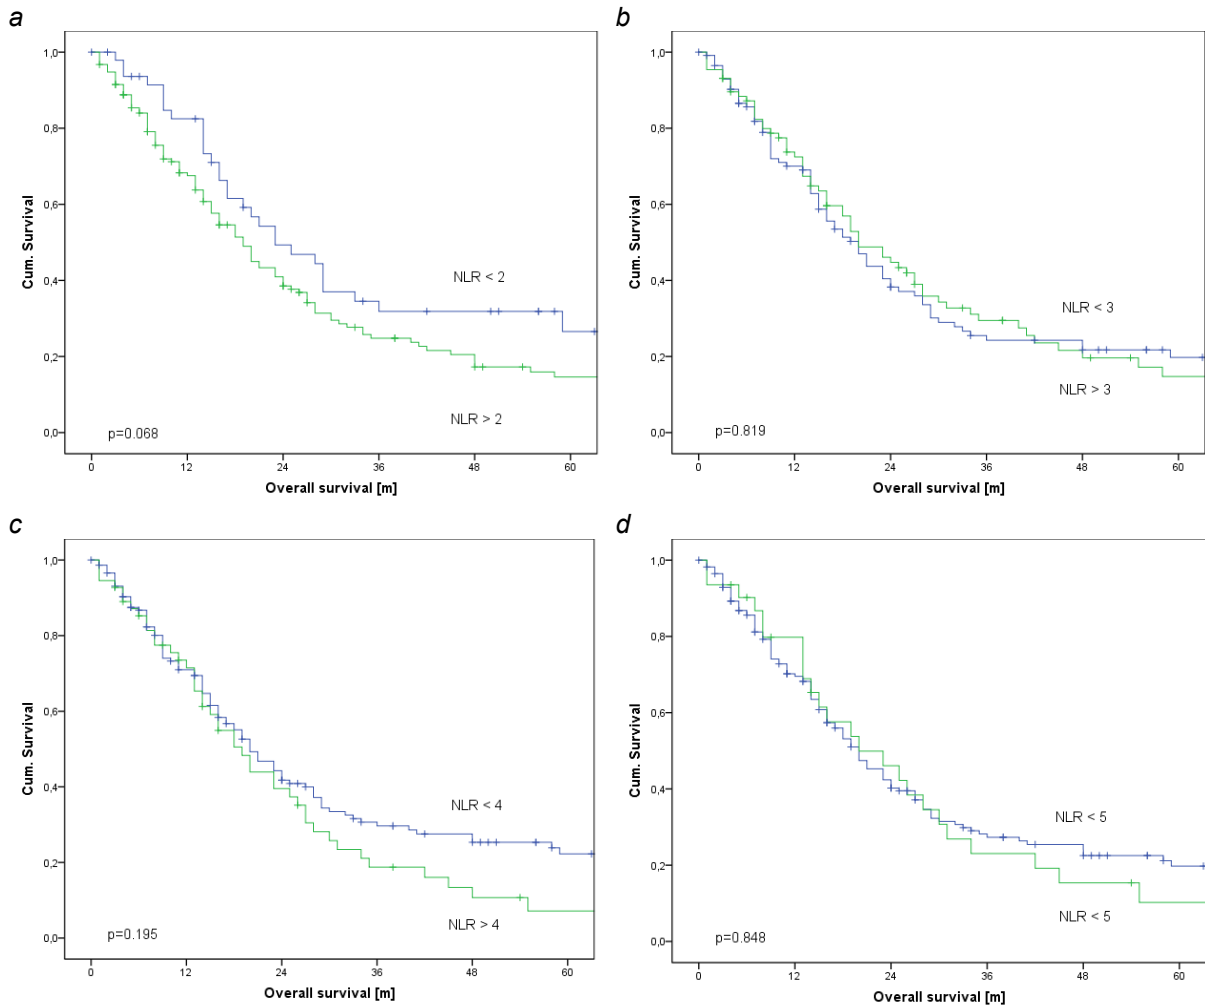 a
Cum. Survival
1,0
0,8
0,6
0,4
0,2
0,0
NLR < 2
NLR > 2
p=0.068
0 12 24 36 48 60
Overall survival [m]
b
Cum. Survival
1,0
0,8
0,6
0,4
0,2
0,0
NLR < 3
NLR > 3
p=0.819
0 12 24 36 48 60
Overall survival [m]
c
Cum. Survival
1,0
0,8
0,6
0,4
0,2
0,0
NLR < 4
NLR > 4
p=0.195
0 12 24 36 48 60
Overall survival [m]
d
Cum. Survival
1,0
0,8
0,6
0,4
0,2
0,0
NLR < 5
NLR < 5
p=0.848
0 12 24 36 48 60
Overall survival [m]